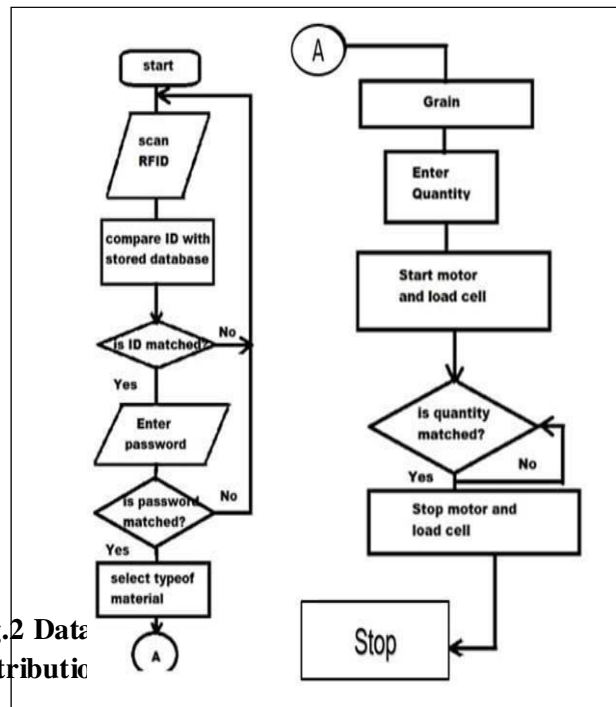 start
scan
RFID
compare ID with
stored database
is ID matched?
No
Yes
Enter
password
is password
matched?
No
Yes
select typeof
material
A
A
Grain
Enter
Quantity
Start motor
and load cell
is quantity
matched?
No
Yes
Stop motor and
load cell
Stop
.2 Data